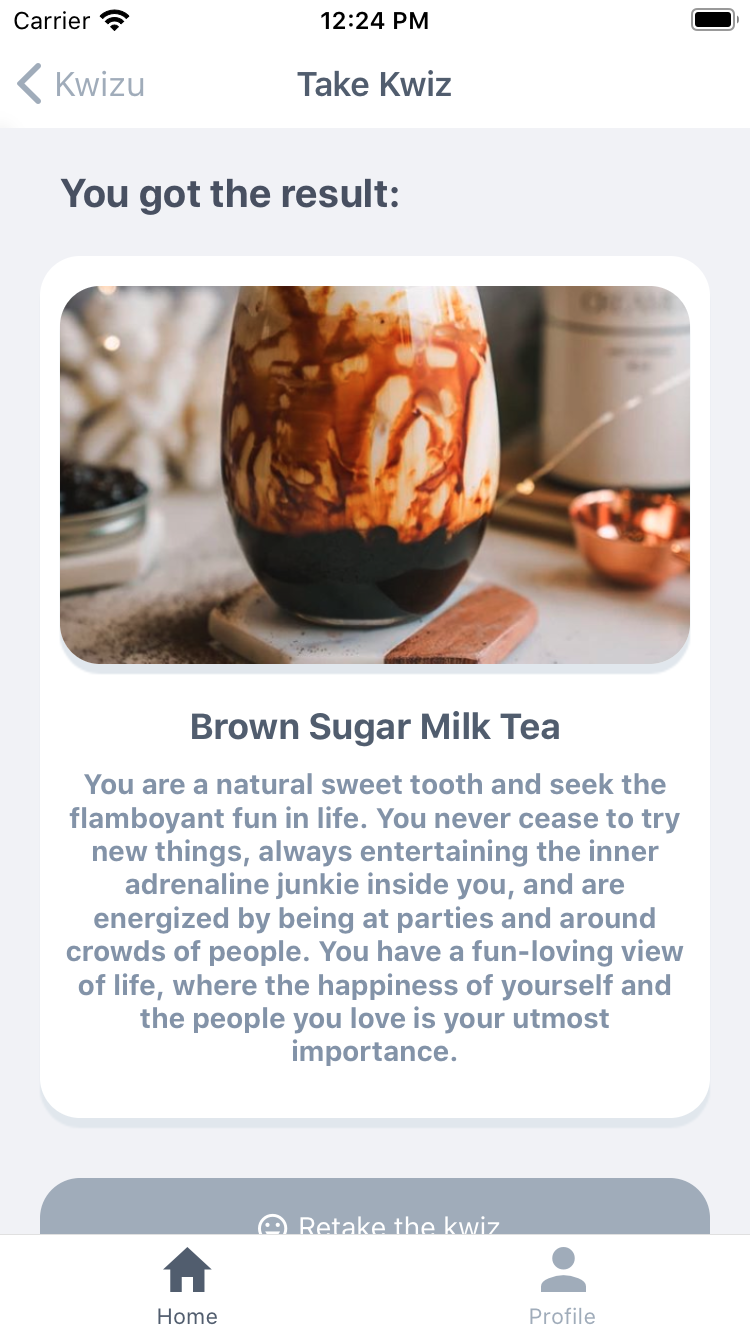 Carrier 12:24 PM
Kwizu Take Kwiz
You got the result:
Brown Sugar Milk Tea
You are a natural sweet tooth and seek the
flamboyant fun in life. You never cease to try
new things, always entertaining the inner
adrenaline junkie inside you, and are
energized by being at parties and around
crowds of people. You have a fun-loving view
of life, where the happiness of yourself and
the people you love is your utmost
importance.
Retake the kwiz
Home Profile